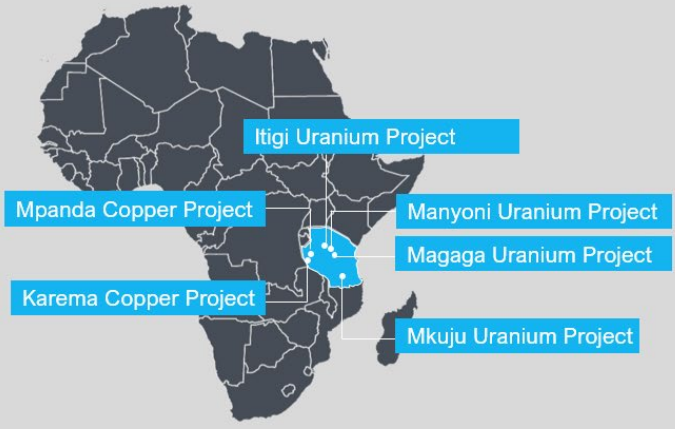 Itigi Uranium Project
Mpanda Copper Project
Manyoni Uranium Project
Magaga Uranium Project
Karema Copper Project
Mkuju Uranium Project